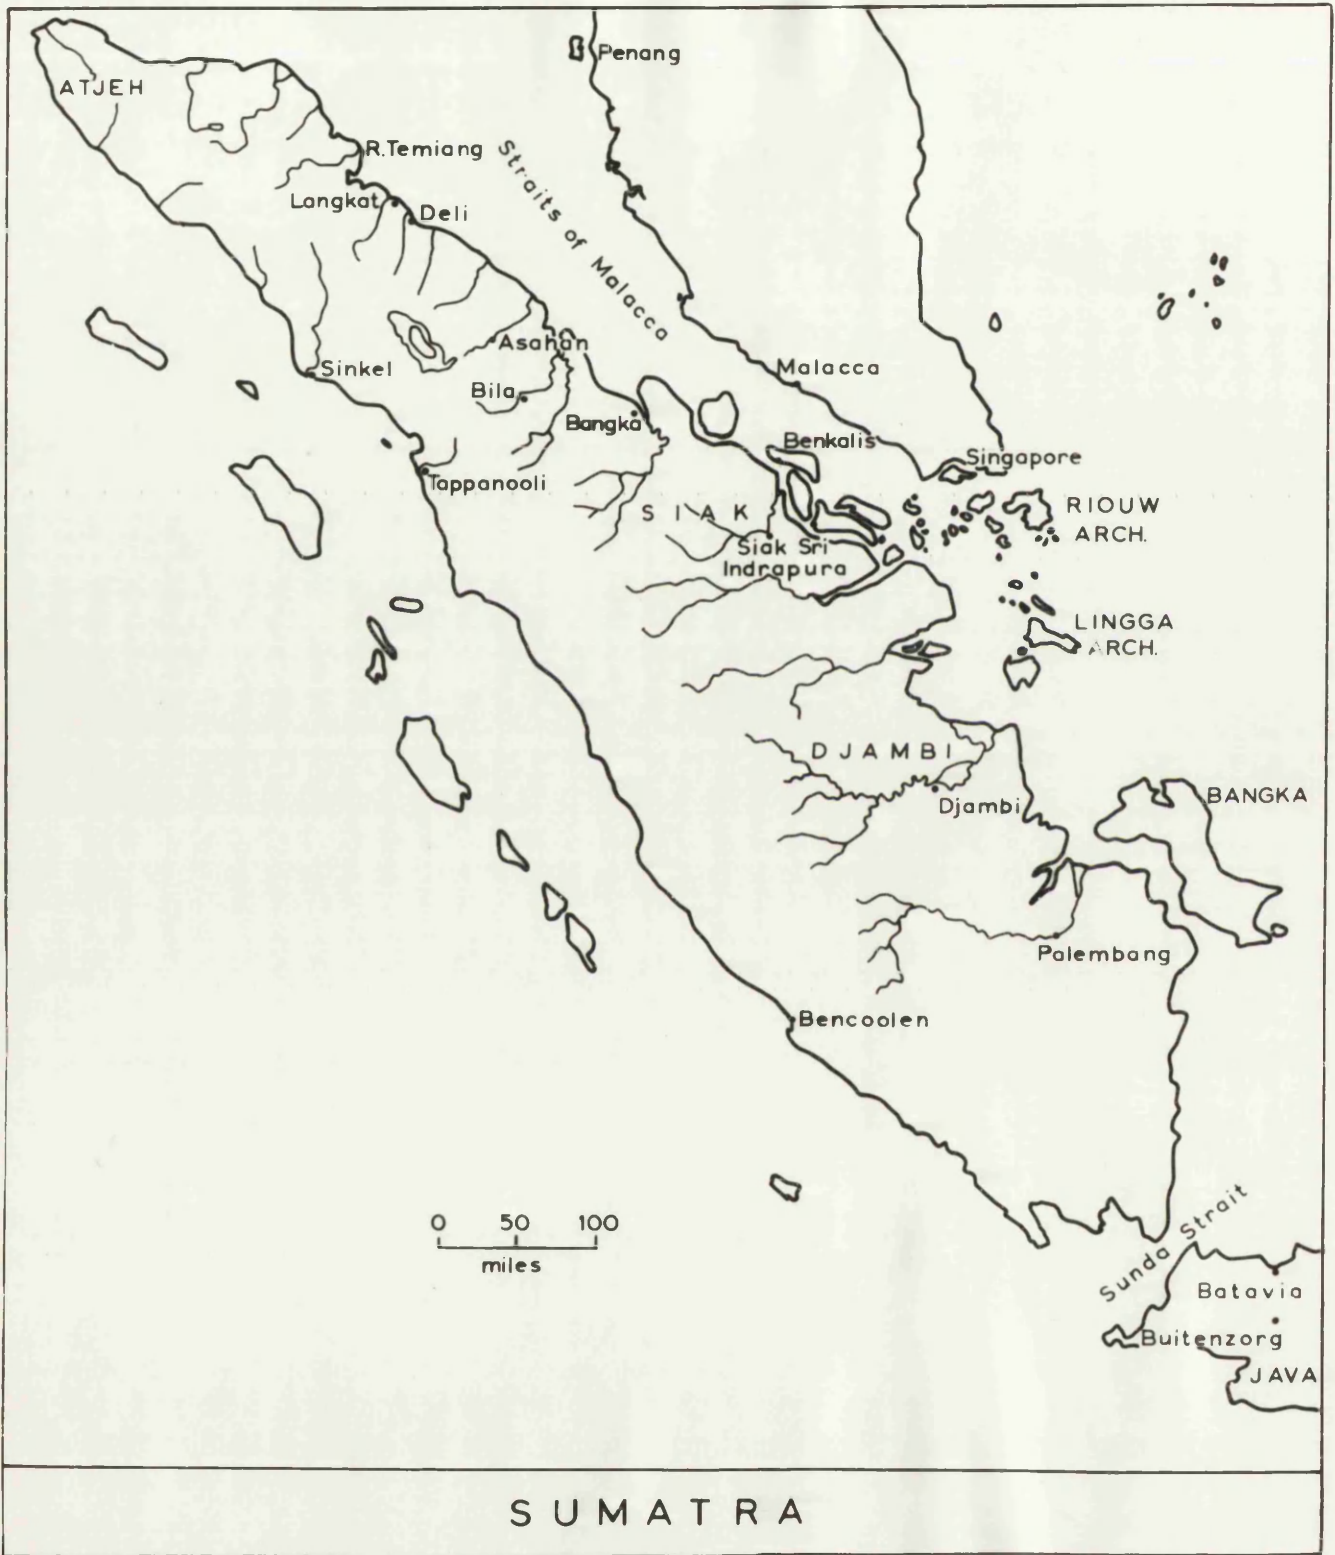 Penang
ATJEH
R.Temiang
Straits of Malacca
Langkat
Deli
Asahan
Sinkel
Malacca
Bila
Bangka
Benkalis
Singapore
Tappanooli
SIAK
RIOUW
ARCH.
Siak Sri
Indrapura
LINGGA
ARCH.
DJAMBI
Djambi
BANGKA
Palembang
Bencoolen
0 50 100
miles
Sunda Strait
Batavia
Buitenzorg
JAVA
SUMATRA